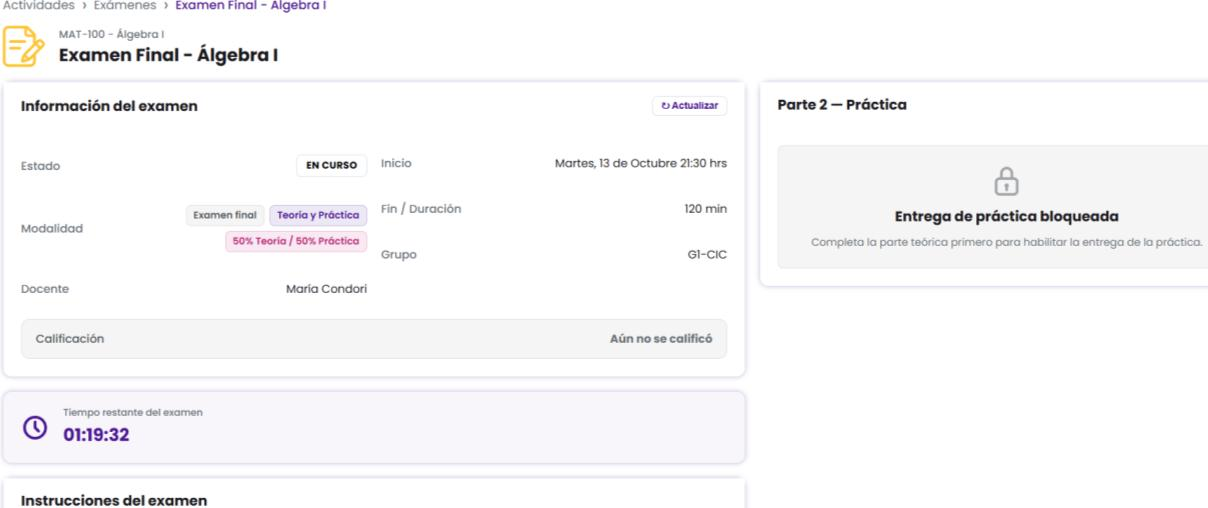 Actividades › Exámenes › Examen Final - Álgebra I
MAT-100 - Álgebra I
Examen Final - Álgebra I
Información del examen
↻ Actualizar
Estado
EN CURSO
Inicio
Martes, 13 de Octubre 21:30 hrs
Modalidad
Examen final
Teoría y Práctica
50% Teoría / 50% Práctica
Fin / Duración
120 min
Grupo
G1-CIC
Docente
María Condori
Calificación
Aún no se calificó
Tiempo restante del examen
01:19:32
Instrucciones del examen
Parte 2 — Práctica
Entrega de práctica bloqueada
Completa la parte teórica primero para habilitar la entrega de la práctica.